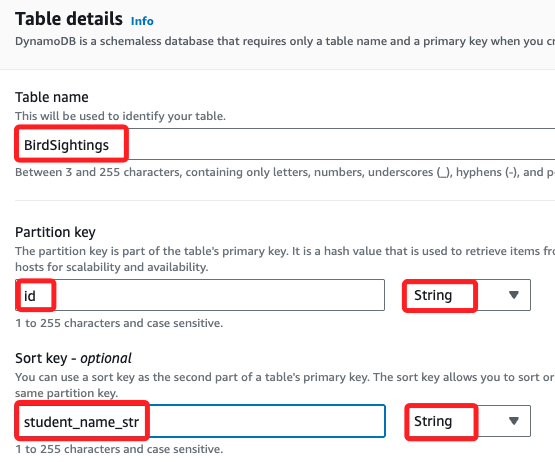 Table details Info
DynamoDB is a schemaless database that requires only a table name and a primary key when you
Table name
This will be used to identify your table.
BirdSightings
Between 3 and 255 characters, containing only letters, numbers, underscores (_), hyphens (-), and
Partition key
The partition key is part of the table's primary key. It is a hash value that is used to retrieve items
hosts for scalability and availability.
id String
1 to 255 characters and case sensitive.
Sort key - optional
You can use a sort key as the second part of a table's primary key. The sort key allows you to sort or
same partition key.
student_name_str String
1 to 255 characters and case sensitive.